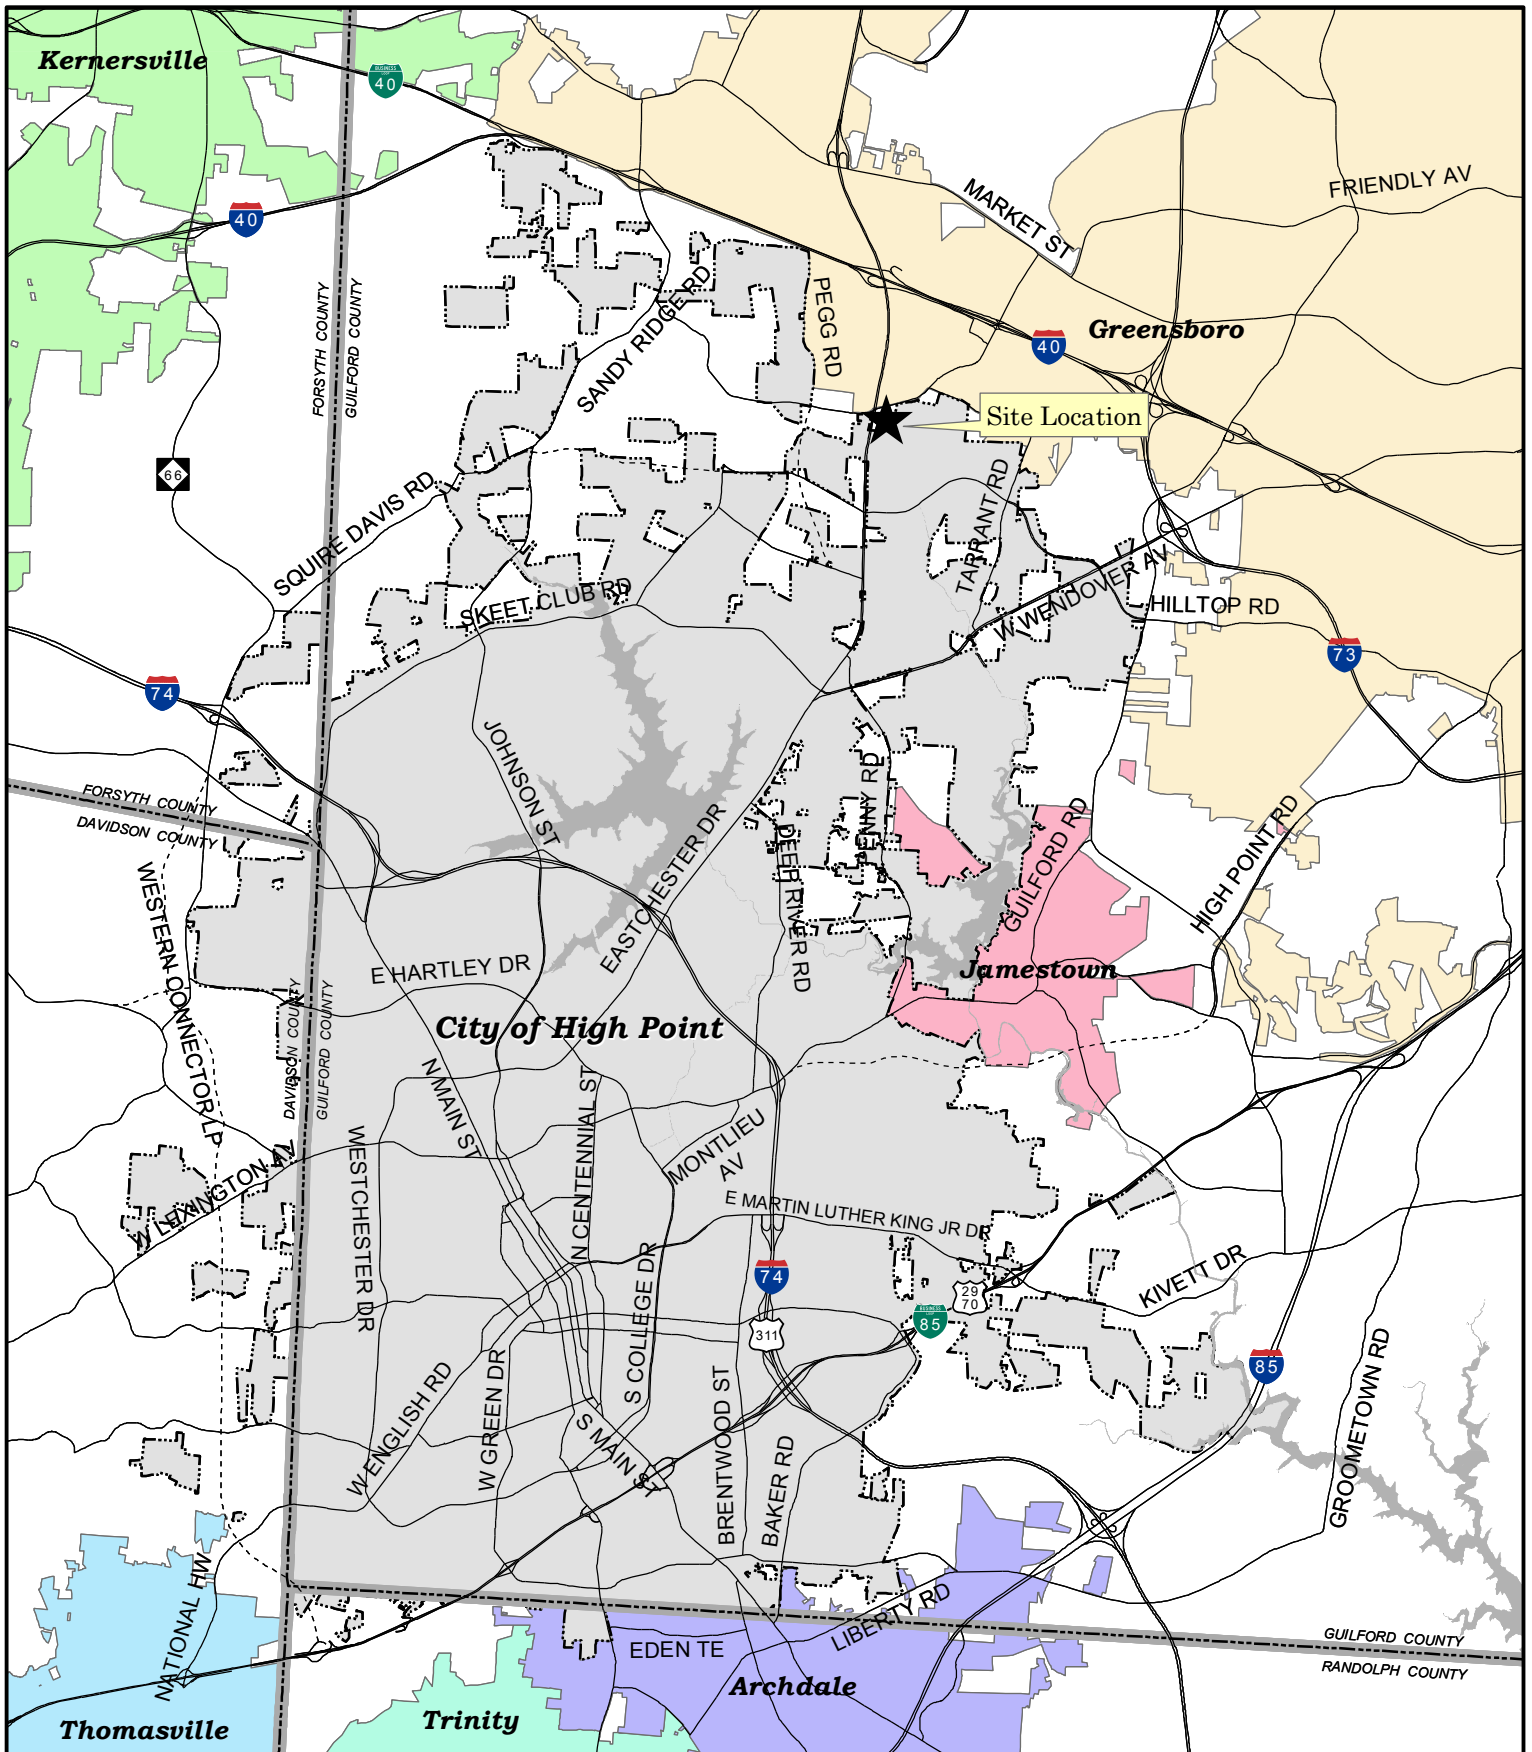 Kernersville
BUSINESS
LOOP
40
40
MARKET ST
FRIENDLY AV
FORSYTH COUNTY
GUILFORD COUNTY
SANDY RIDGE RD
PEGG RD
40
Greensboro
Site Location
66
SQUIRE DAVIS RD
TARRANT RD
SKEET CLUB RD
W WENDOVER AV
HILLTOP RD
73
74
JOHNSON ST
PENNY RD
FORSYTH COUNTY
DAVIDSON COUNTY
EASTCHESTER DR
DEEP RIVER RD
GUILFORD RD
HIGH POINT RD
WESTERN CONNECTOR LP
E HARTLEY DR
Jamestown
City of High Point
DAVIDSON COUNTY
GUILFORD COUNTY
N MAIN ST
N CENTENNIAL ST
MONTLIEU
AV
WESTCHESTER DR
W LEXINGTON AV
E MARTIN LUTHER KING JR DR
74
29
70
KIVETT DR
BUSINESS
LOOP
85
311
S COLLEGE DR
85
GROOMETOWN RD
W ENGLISH RD
W GREEN DR
S MAIN ST
BRENTWOOD ST
BAKER RD
NATIONAL HW
LIBERTY RD
EDEN TE
GUILFORD COUNTY
RANDOLPH COUNTY
Archdale
Trinity
Thomasville